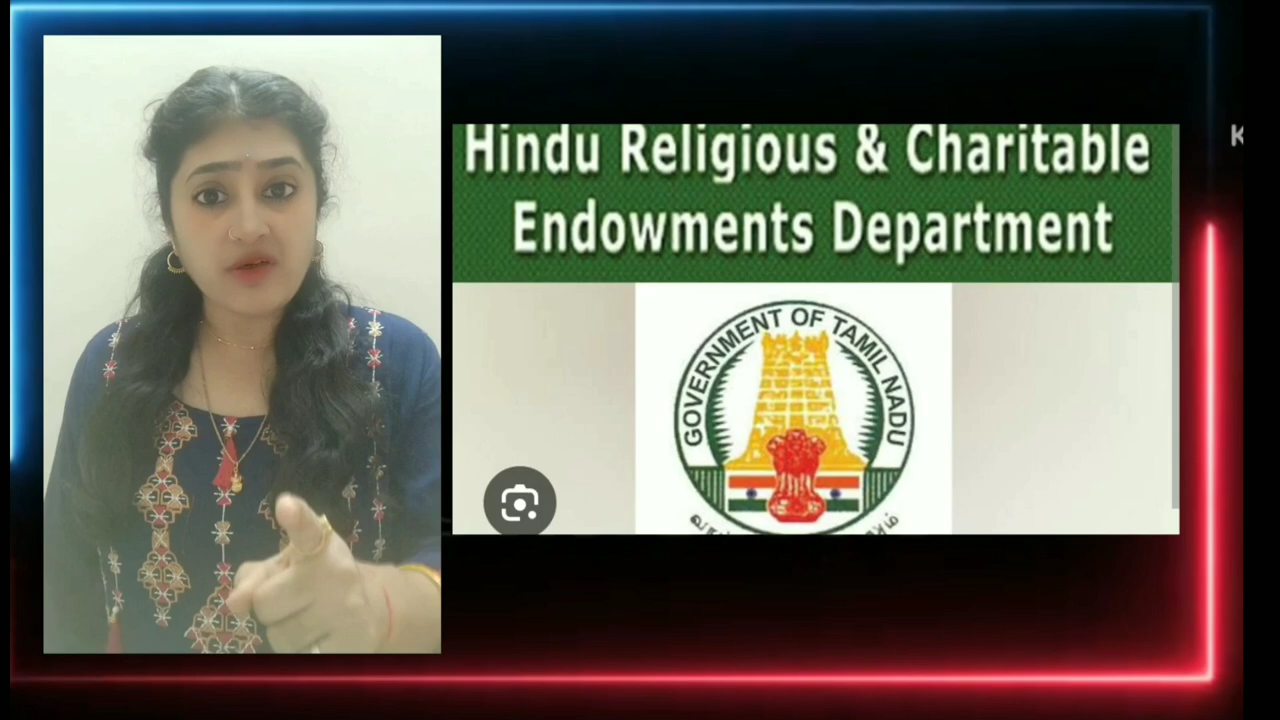 Hindu Religious & Charitable
Endowments Department
GOVERNMENT OF TAMIL NADU
K